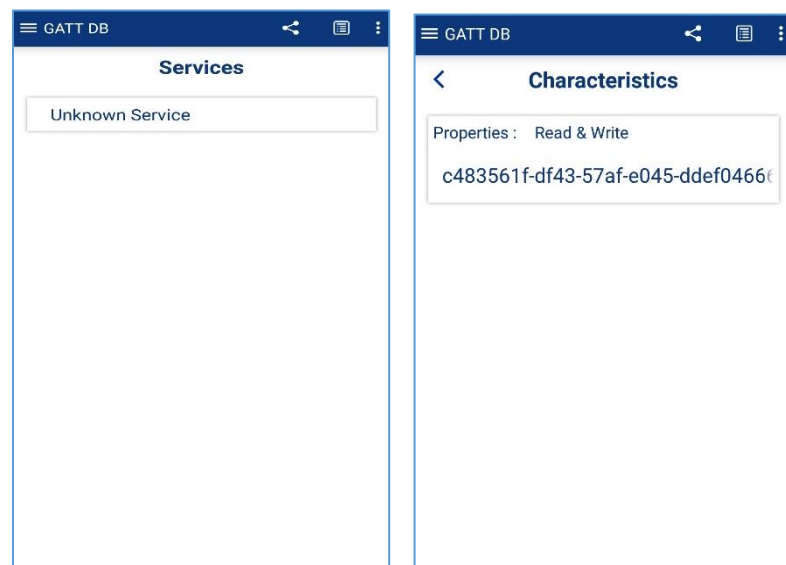 GATT DB
Services
Unknown Service
GATT DB
Characteristics
Properties : Read & Write
c483561f-df43-57af-e045-ddef0466